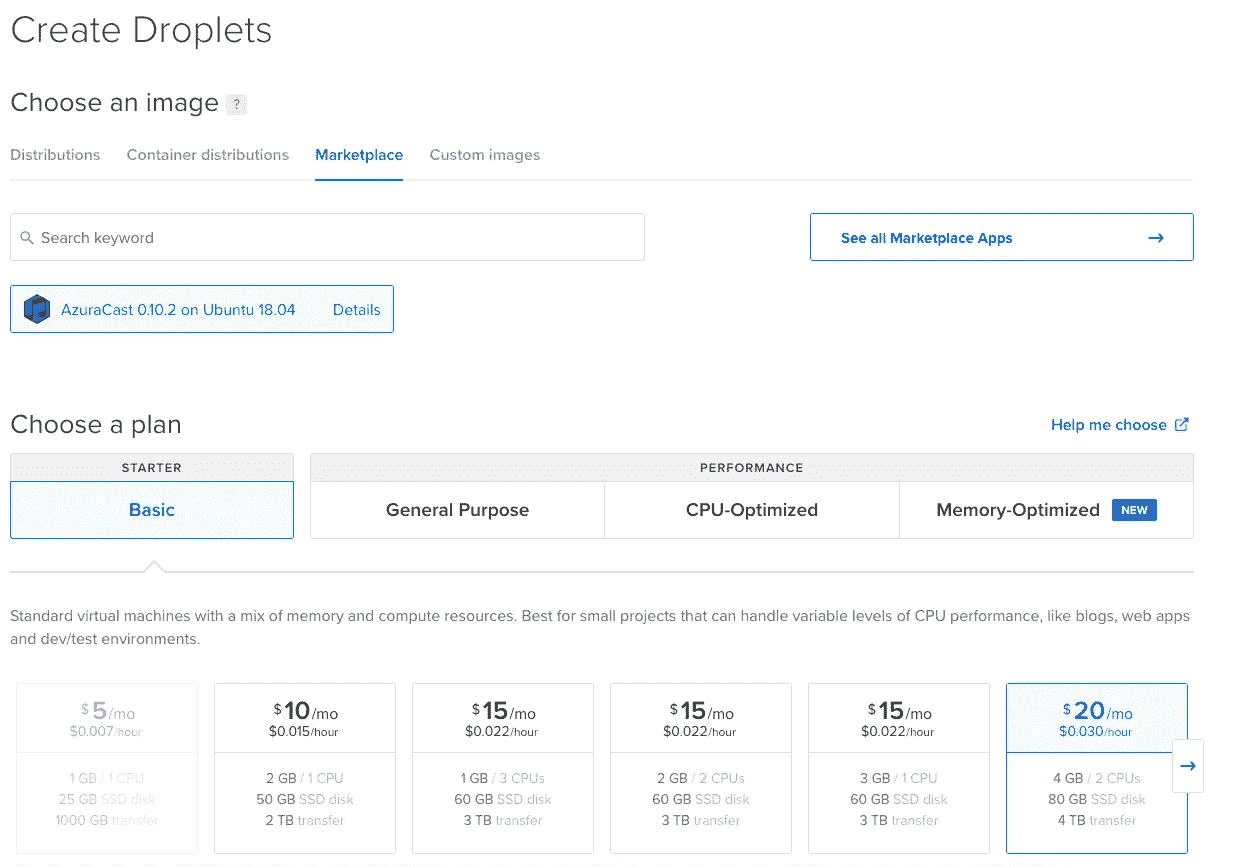 Create Droplets
Choose an image ?
Distributions Container distributions Marketplace Custom images
Search keyword
See all Marketplace Apps →
AzuraCast 0.10.2 on Ubuntu 18.04 Details
Choose a plan
Help me choose
STARTER PERFORMANCE
Basic General Purpose CPU-Optimized Memory-Optimized NEW
Standard virtual machines with a mix of memory and compute resources. Best for small projects that can handle variable levels of CPU performance, like blogs, web apps
and dev/test environments.
$5/mo $10/mo $15/mo $15/mo $15/mo $20/mo
$0.007/hour $0.015/hour $0.022/hour $0.022/hour $0.022/hour $0.030/hour
→
1 GB / 1 CPU 2 GB / 1 CPU 1 GB / 3 CPUs 2 GB / 2 CPUs 3 GB / 1 CPU 4 GB / 2 CPUs
25 GB SSD disk 50 GB SSD disk 60 GB SSD disk 60 GB SSD disk 60 GB SSD disk 80 GB SSD disk
1000 GB transfer 2 TB transfer 3 TB transfer 3 TB transfer 3 TB transfer 4 TB transfer